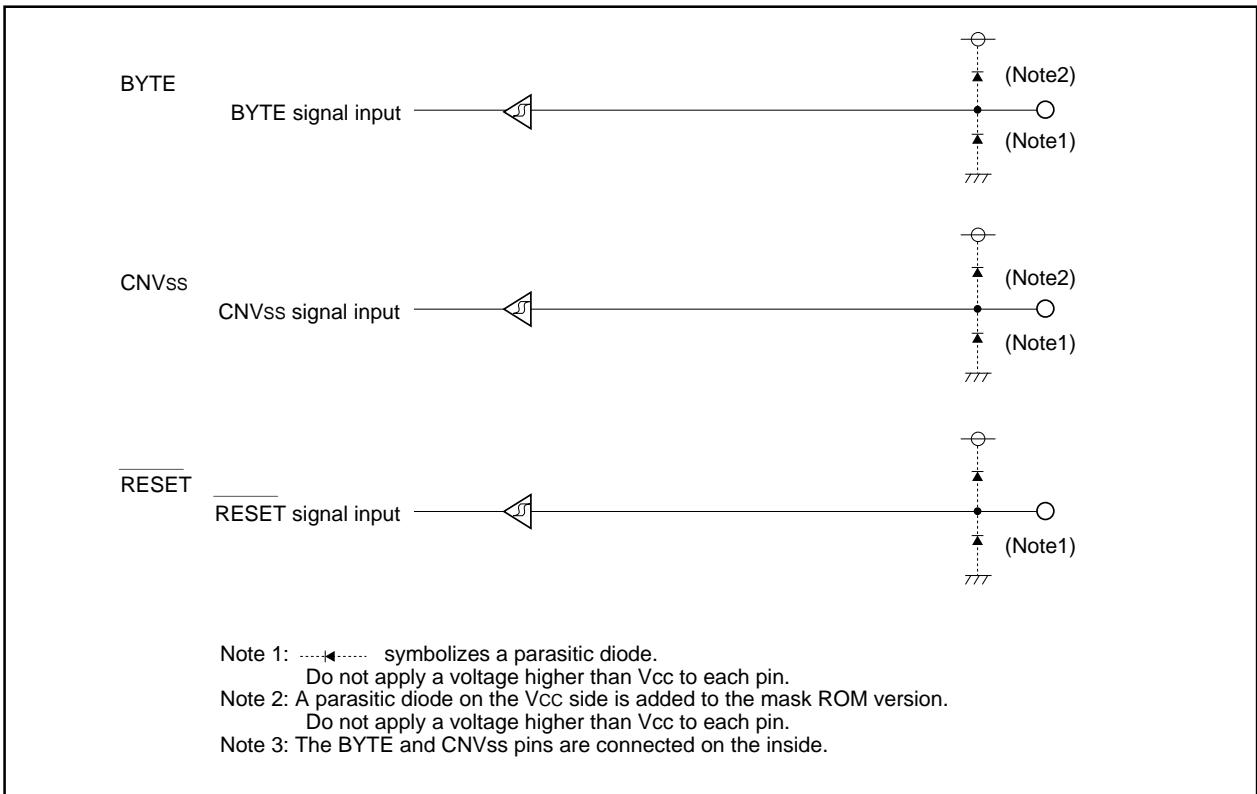 BYTE
(Note2)
BYTE signal input
(Note1)
CNVss
(Note2)
CNVss signal input
(Note1)
RESET
RESET signal input
(Note1)
Note 1: symbolizes a parasitic diode.
Do not apply a voltage higher than Vcc to each pin.
Note 2: A parasitic diode on the VCC side is added to the mask ROM version.
Do not apply a voltage higher than Vcc to each pin.
Note 3: The BYTE and CNVss pins are connected on the inside.